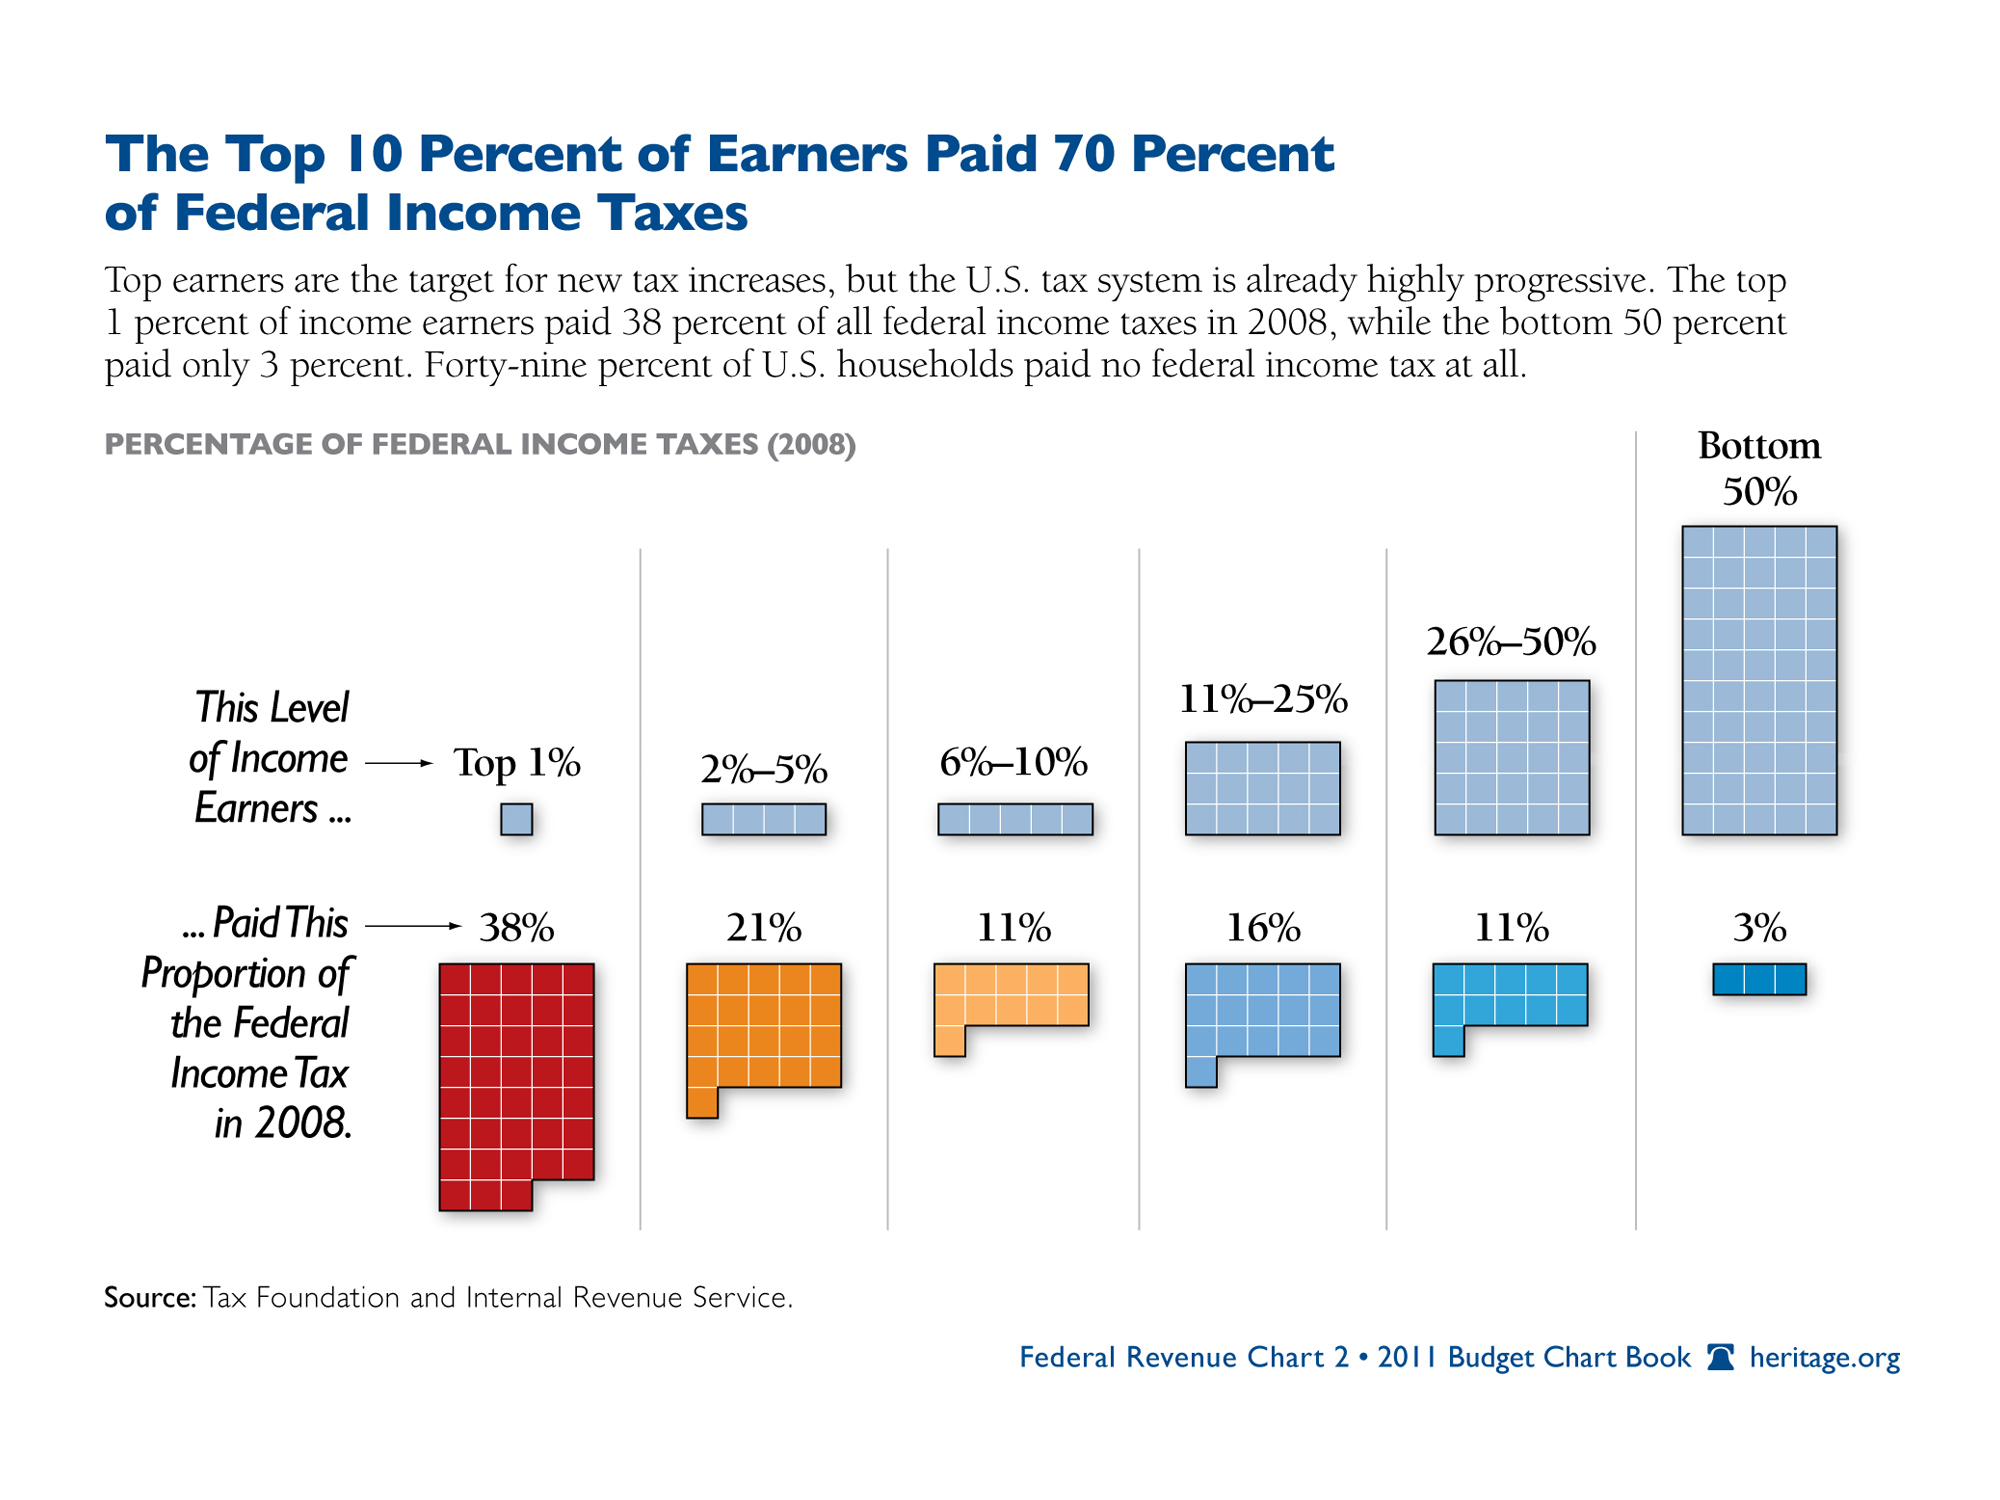 The Top 10 Percent of Earners Paid 70 Percent
of Federal Income Taxes
Top earners are the target for new tax increases, but the U.S. tax system is already highly progressive. The top
1 percent of income earners paid 38 percent of all federal income taxes in 2008, while the bottom 50 percent
paid only 3 percent. Forty-nine percent of U.S. households paid no federal income tax at all.
PERCENTAGE OF FEDERAL INCOME TAXES (2008)
This Level
of Income
Earners ...
Top 1%
2%–5%
6%–10%
11%–25%
26%–50%
Bottom
50%
... Paid This
Proportion of
the Federal
Income Tax
in 2008.
38%
21%
11%
16%
11%
3%
Source: Tax Foundation and Internal Revenue Service.
Federal Revenue Chart 2 • 2011 Budget Chart Book heritage.org